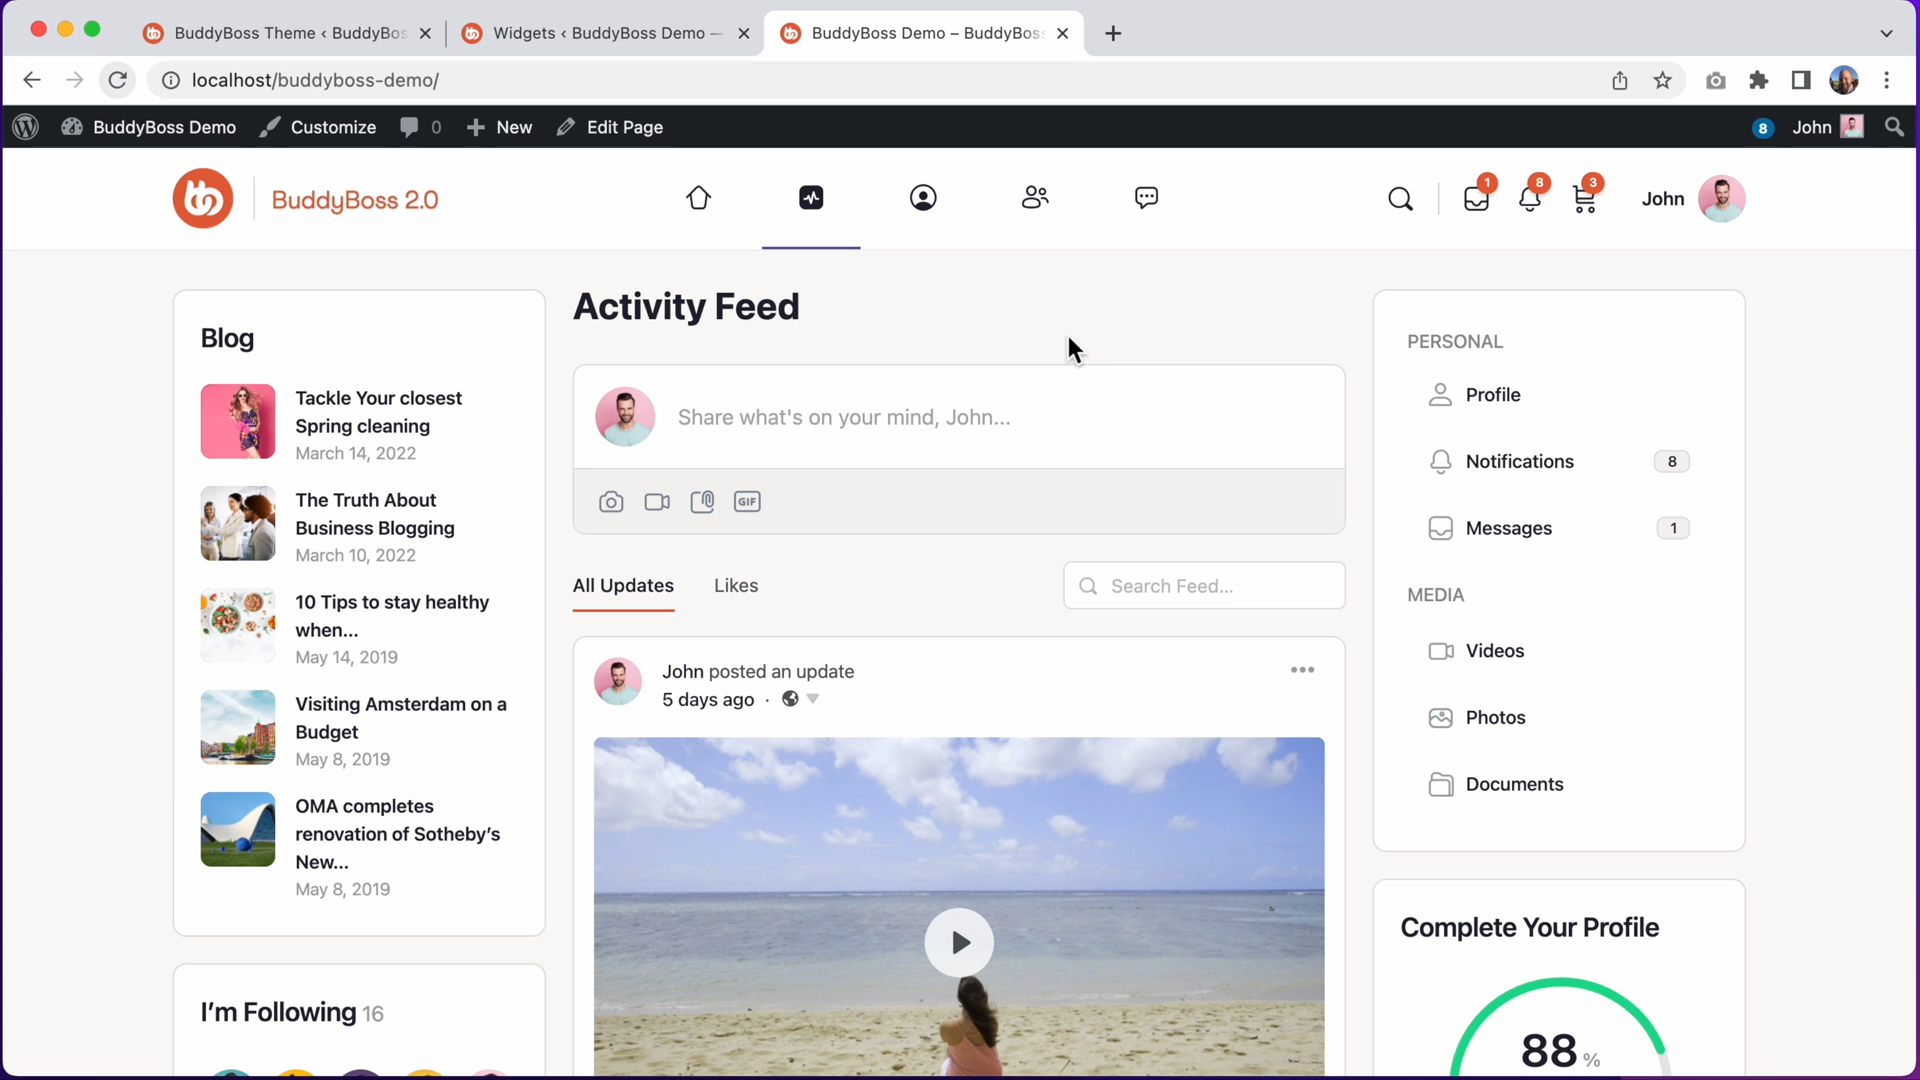 BuddyBoss Theme ‹ BuddyBos
Widgets ‹ BuddyBoss Demo —
BuddyBoss Demo – BuddyBoss
localhost/buddyboss-demo/
BuddyBoss Demo
Customize
0
New
Edit Page
8
John
BuddyBoss 2.0
1
8
3
John
Blog
Tackle Your closest
Spring cleaning
March 14, 2022
The Truth About
Business Blogging
March 10, 2022
10 Tips to stay healthy
when...
May 14, 2019
Visiting Amsterdam on a
Budget
May 8, 2019
OMA completes
renovation of Sotheby’s
New...
May 8, 2019
I’m Following 16
Activity Feed
Share what's on your mind, John...
GIF
All Updates
Likes
Search Feed...
John posted an update
5 days ago ·
PERSONAL
Profile
Notifications
8
Messages
1
MEDIA
Videos
Photos
Documents
Complete Your Profile
88 %